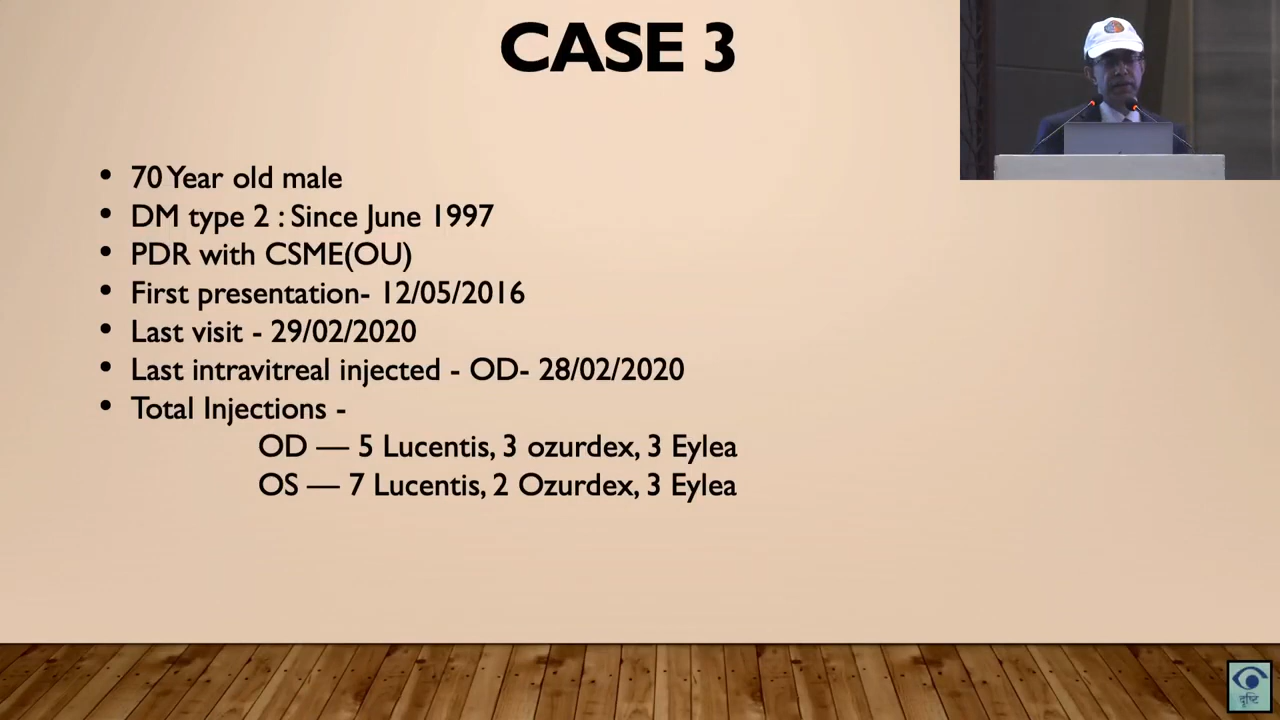 CASE 3
• 70 Year old male
• DM type 2 : Since June 1997
• PDR with CSME(OU)
• First presentation- 12/05/2016
• Last visit - 29/02/2020
• Last intravitreal injected - OD- 28/02/2020
• Total Injections -
OD — 5 Lucentis, 3 ozurdex, 3 Eylea
OS — 7 Lucentis, 2 Ozurdex, 3 Eylea
दृष्टि